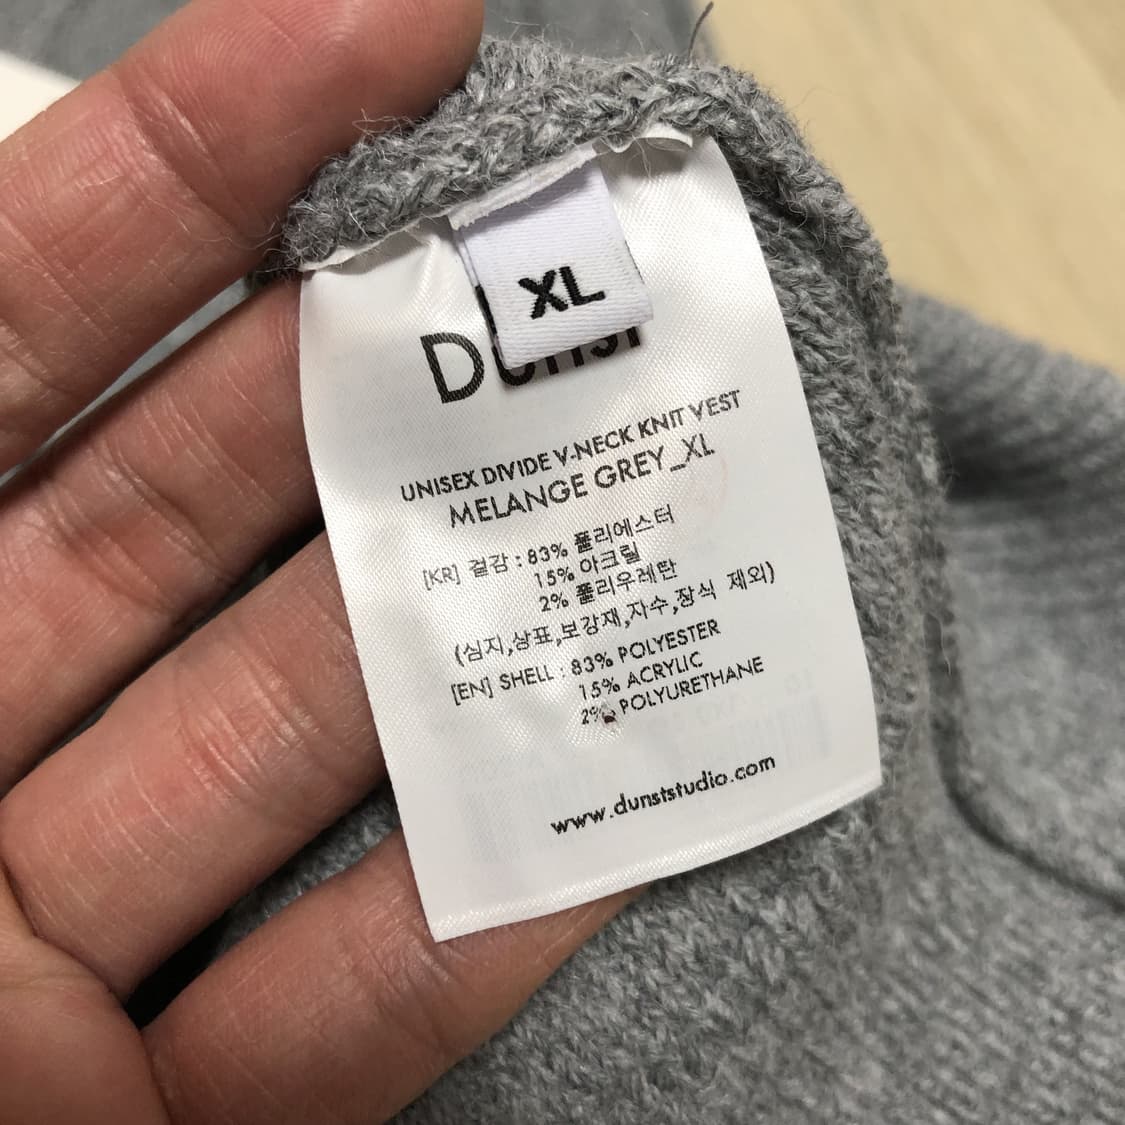 XL
Dunst
UNISEX DIVIDE V-NECK KNIT VEST
MELANGE GREY_XL
[KR] 겉감 : 83% 폴리에스터
15% 아크릴
2% 폴리우레탄
(심지,상표,보강재,자수,장식 제외)
[EN] SHELL : 83% POLYESTER
15% ACRYLIC
2% POLYURETHANE
www.dunststudio.com